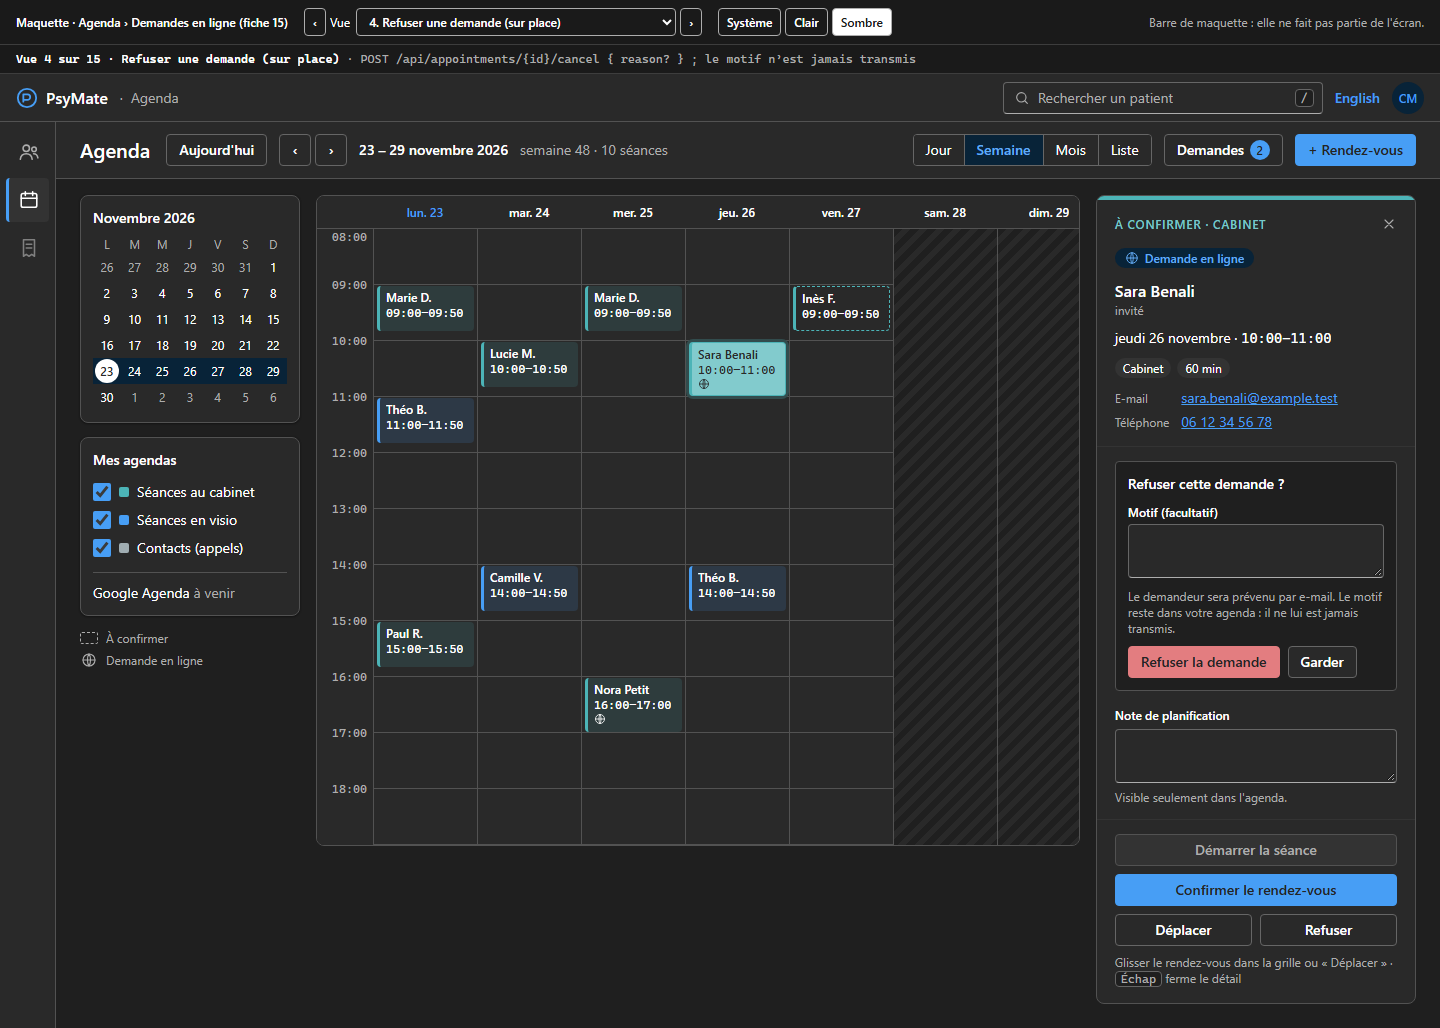 Maquette · Agenda › Demandes en ligne (fiche 15)
‹ Vue 4. Refuser une demande (sur place) ›
Système Clair Sombre
Barre de maquette : elle ne fait pas partie de l'écran.
Vue 4 sur 15 · Refuser une demande (sur place) · POST /api/appointments/{id}/cancel { reason? } ; le motif n’est jamais transmis
PsyMate · Agenda
Rechercher un patient /
English
CM
Agenda
Aujourd'hui
‹ ›
23 – 29 novembre 2026 semaine 48 · 10 séances
Jour Semaine Mois Liste
Demandes 2
+ Rendez-vous
Novembre 2026
L M M J V S D
26 27 28 29 30 31 1
2 3 4 5 6 7 8
9 10 11 12 13 14 15
16 17 18 19 20 21 22
23 24 25 26 27 28 29
30 1 2 3 4 5 6
Mes agendas
Séances au cabinet
Séances en visio
Contacts (appels)
Google Agenda à venir
À confirmer
Demande en ligne
lun. 23 mar. 24 mer. 25 jeu. 26 ven. 27 sam. 28 dim. 29
08:00
09:00
Marie D.
09:00–09:50
Marie D.
09:00–09:50
Inès F.
09:00–09:50
10:00
Lucie M.
10:00–10:50
Sara Benali
10:00–11:00
11:00
Théo B.
11:00–11:50
12:00
13:00
14:00
Camille V.
14:00–14:50
Théo B.
14:00–14:50
15:00
Paul R.
15:00–15:50
16:00
Nora Petit
16:00–17:00
17:00
18:00
À CONFIRMER · CABINET
Demande en ligne
Sara Benali
invité
jeudi 26 novembre · 10:00–11:00
Cabinet 60 min
E-mail sara.benali@example.test
Téléphone 06 12 34 56 78
Refuser cette demande ?
Motif (facultatif)
Le demandeur sera prévenu par e-mail. Le motif
reste dans votre agenda : il ne lui est jamais
transmis.
Refuser la demande Garder
Note de planification
Visible seulement dans l'agenda.
Démarrer la séance
Confirmer le rendez-vous
Déplacer Refuser
Glisser le rendez-vous dans la grille ou « Déplacer » ·
Échap ferme le détail